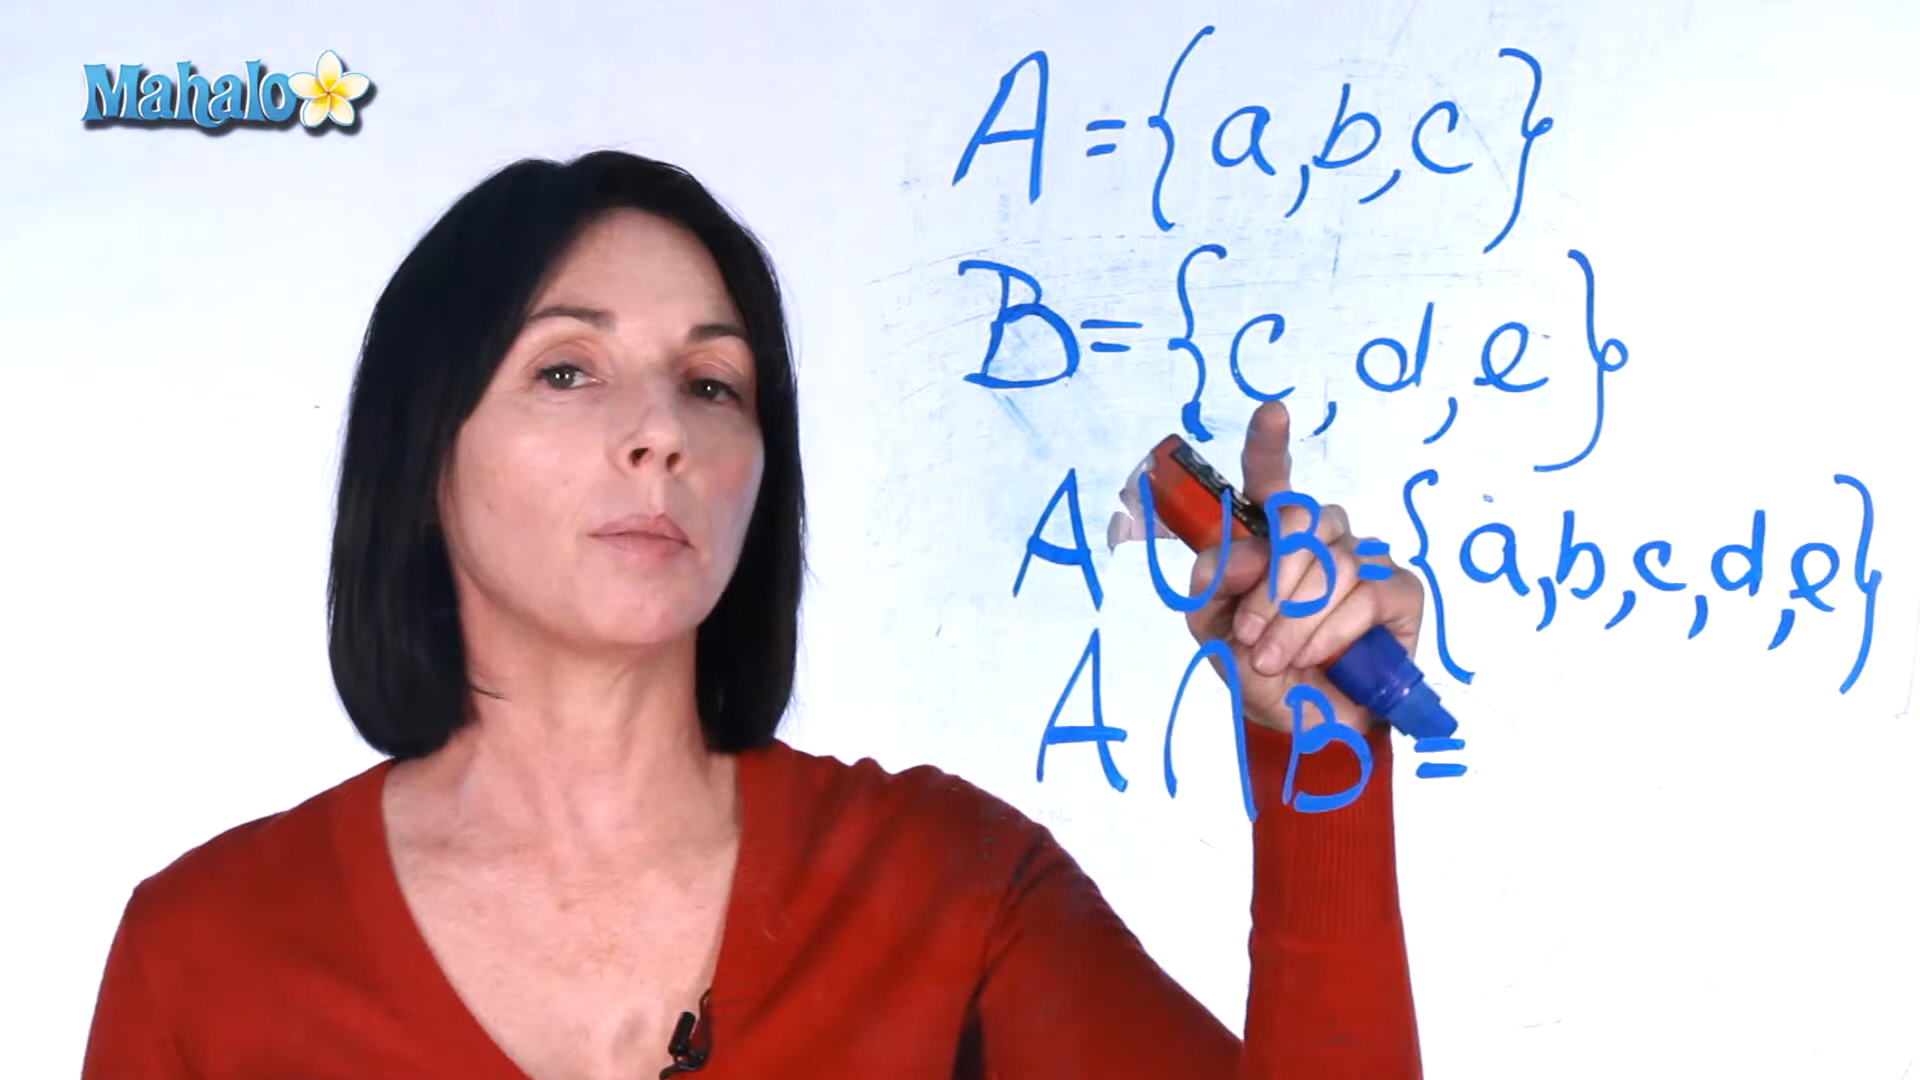 Mahalo
A = {a, b, c}
B = {c, d, e}
A ∪ B = {a, b, c, d, e}
A ∩ B =